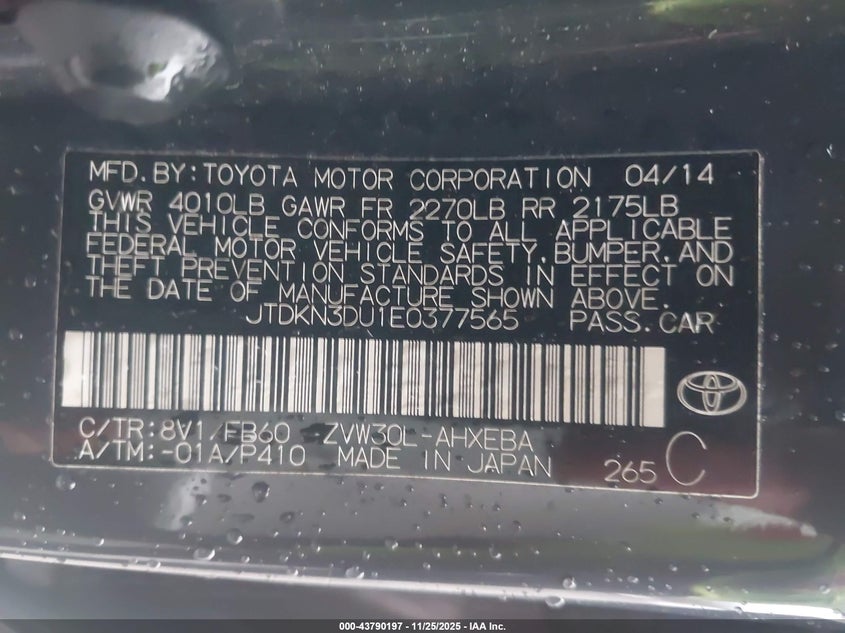 MFD. BY: TOYOTA MOTOR CORPORATION 04/14
GVWR 4010LB GAWR FR 2270LB RR 2175LB
THIS VEHICLE CONFORMS TO ALL APPLICABLE
FEDERAL MOTOR VEHICLE SAFETY, BUMPER, AND
THEFT PREVENTION STANDARDS IN EFFECT ON
THE DATE OF MANUFACTURE SHOWN ABOVE.
JTDKN3DU1E0377565 PASS. CAR
C/TR: 8V1/FB60 ZVW30L-AHXEBA
A/TM: -01A/P410 MADE IN JAPAN 265 C
000-43790197 - 11/25/2025 - IAA Inc.